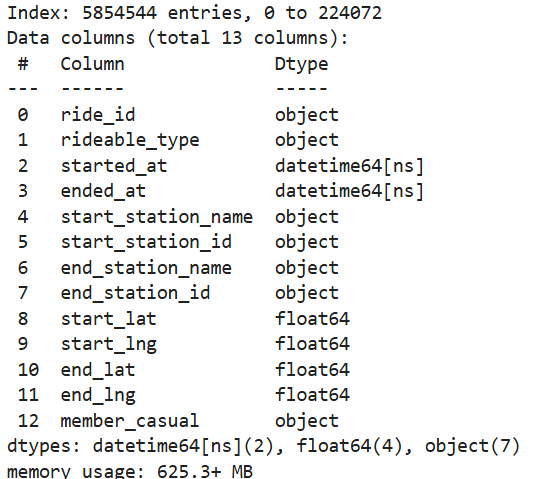 Index: 5854544 entries, 0 to 224072
Data columns (total 13 columns):
 #   Column              Dtype
---  ------              -----
 0   ride_id             object
 1   rideable_type       object
 2   started_at          datetime64[ns]
 3   ended_at            datetime64[ns]
 4   start_station_name  object
 5   start_station_id    object
 6   end_station_name    object
 7   end_station_id      object
 8   start_lat           float64
 9   start_lng           float64
 10  end_lat             float64
 11  end_lng             float64
 12  member_casual       object
dtypes: datetime64[ns](2), float64(4), object(7)
memory usage: 625.3+ MB